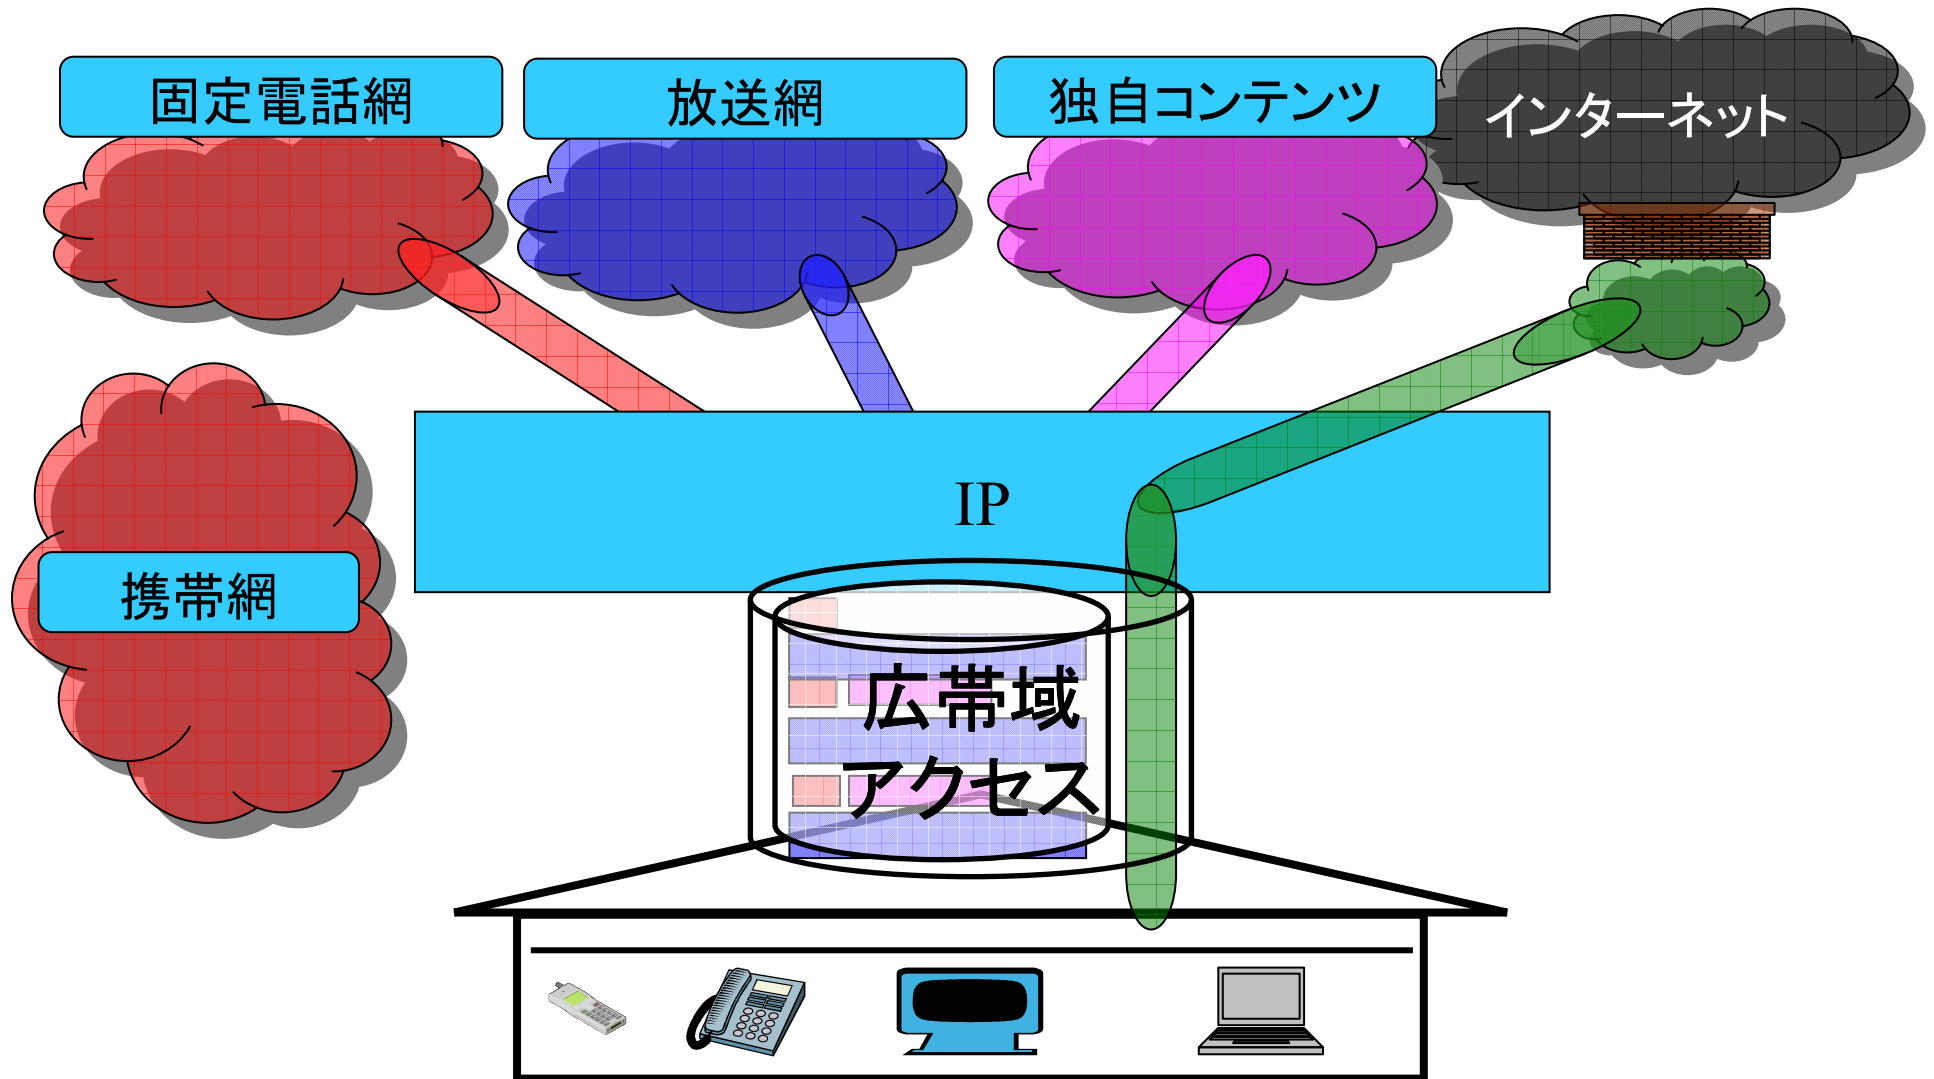 固定電話網
放送網
独自コンテンツ
インターネット
IP
携帯網
広帯域
アクセス